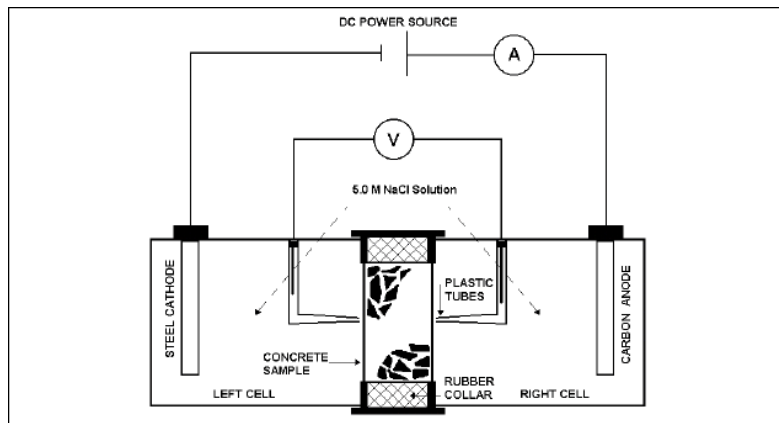 DC POWER SOURCE
A
V
5.0 M NaCl Solution
STEEL CATHODE
PLASTIC
TUBES
CARBON ANODE
CONCRETE
SAMPLE
RUBBER
COLLAR
LEFT CELL
RIGHT CELL